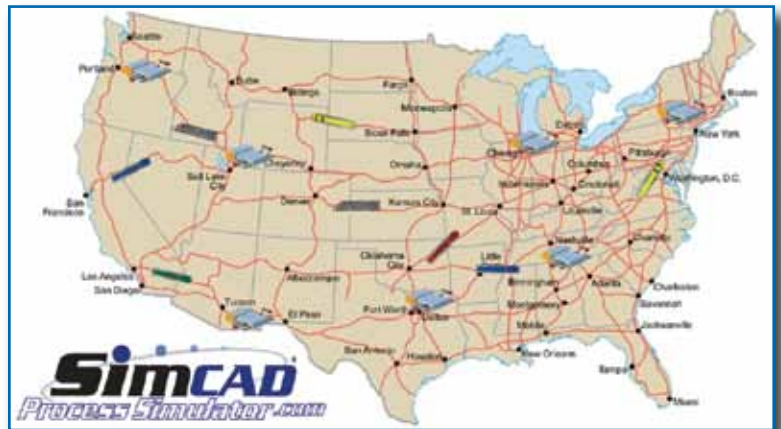 Seattle
Portland
Butte
Billings
Fargo
Minneapolis
Boston
Sioux Falls
Chicago
Detroit
New York
Pittsburgh
Salt Lake
City
Cheyenne
Omaha
Columbus
Washington, D.C.
Indianapolis
Cincinnati
San
Francisco
Denver
Kansas City
St. Louis
Louisville
Oklahoma
City
Little
Nashville
Charlotte
Los Angeles
Albuquerque
San Diego
Birmingham
Atlanta
Charleston
Tucson
El Paso
Fort Worth
Dallas
Montgomery
Savannah
Mobile
Jacksonville
San Antonio
Houston
New Orleans
Tampa
Miami
SIMCAD
Process Simulator.com